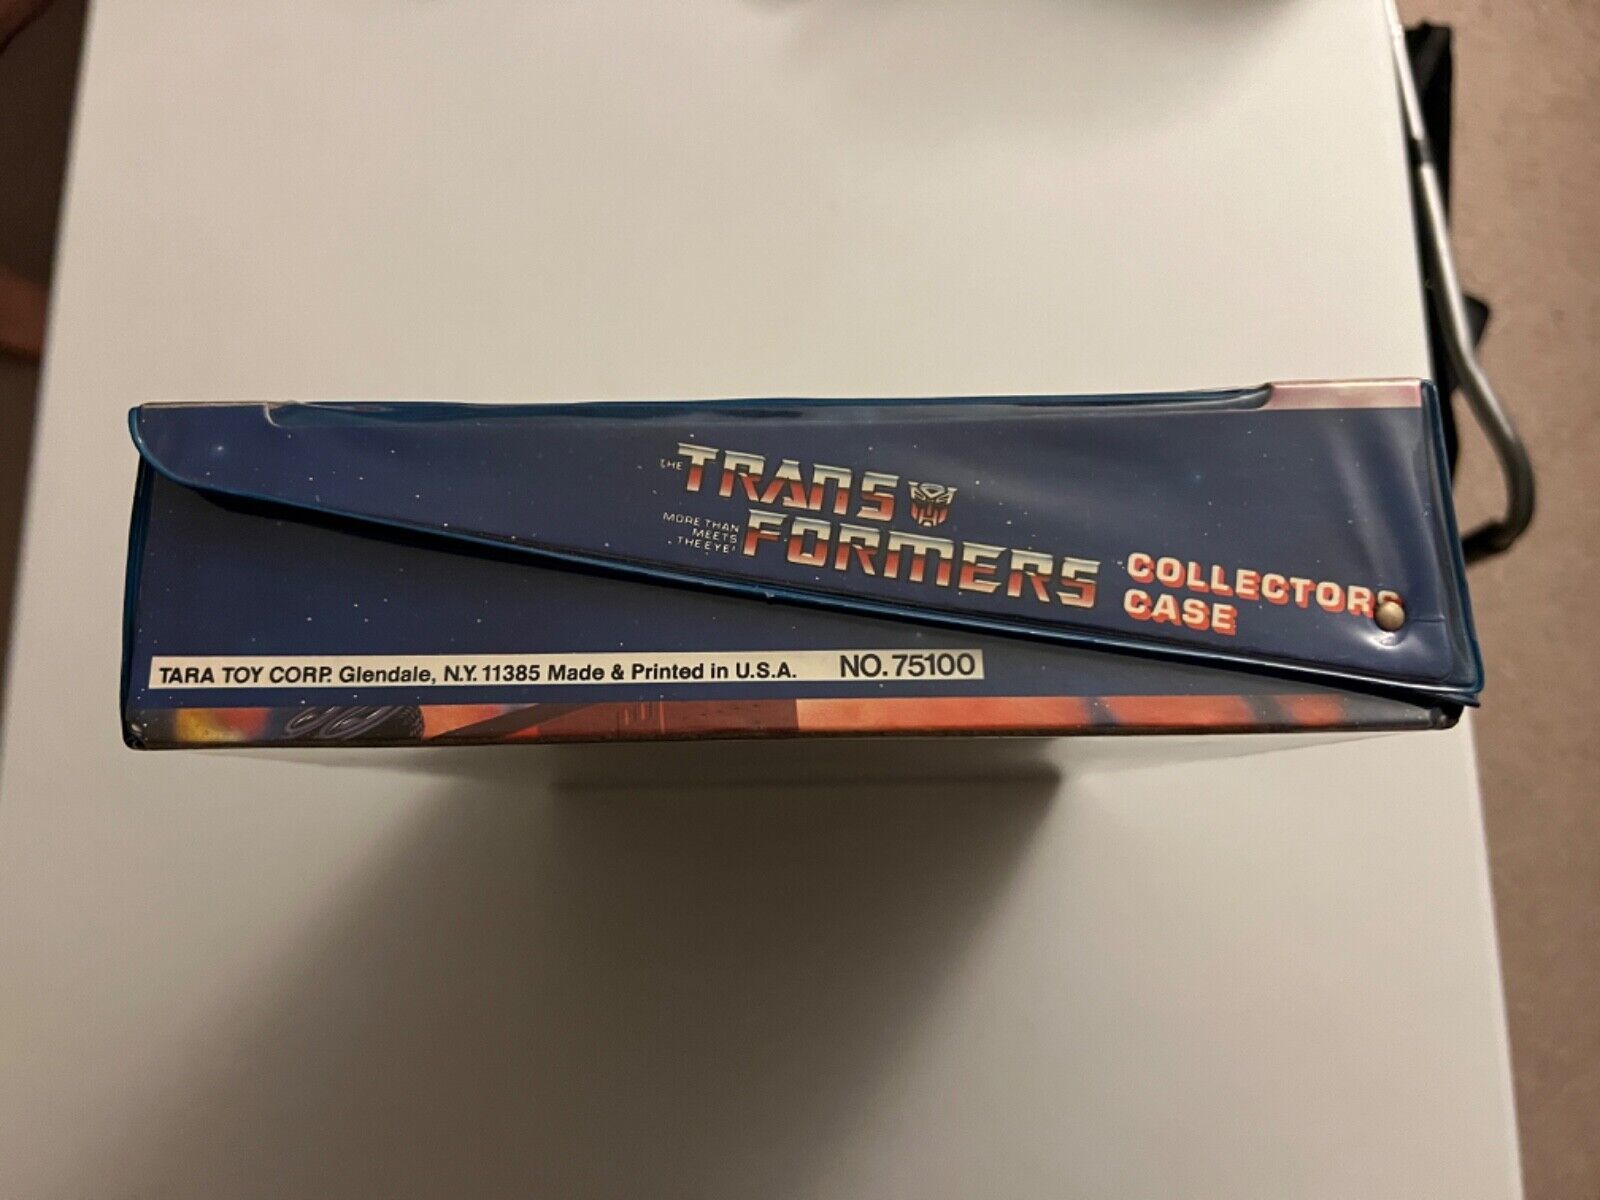 THE TRANS
FORMERS
MORE THAN
MEETS
THE EYE!
COLLECTORS
CASE
TARA TOY CORP. Glendale, N.Y. 11385 Made & Printed in U.S.A. NO. 75100